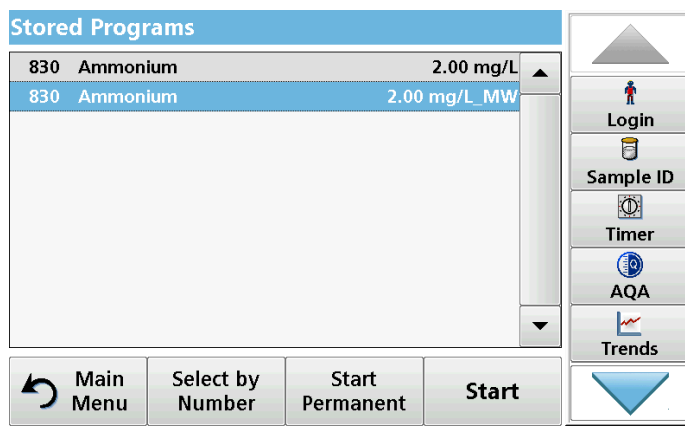 Stored Programs
830 Ammonium 2.00 mg/L
830 Ammonium 2.00 mg/L_MW
Login
Sample ID
Timer
AQA
Trends
Main
Menu
Select by
Number
Start
Permanent
Start